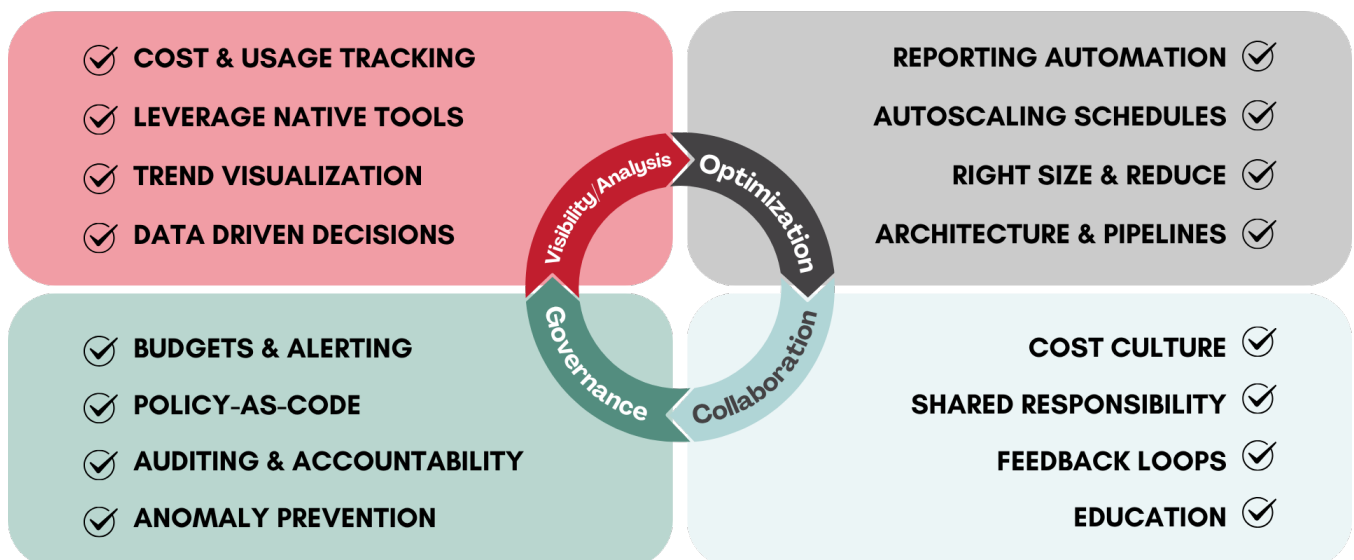 COST & USAGE TRACKING
LEVERAGE NATIVE TOOLS
TREND VISUALIZATION
DATA DRIVEN DECISIONS
REPORTING AUTOMATION
AUTOSCALING SCHEDULES
RIGHT SIZE & REDUCE
ARCHITECTURE & PIPELINES
Visibility/Analysis
Optimization
Governance
Collaboration
BUDGETS & ALERTING
POLICY-AS-CODE
AUDITING & ACCOUNTABILITY
ANOMALY PREVENTION
COST CULTURE
SHARED RESPONSIBILITY
FEEDBACK LOOPS
EDUCATION